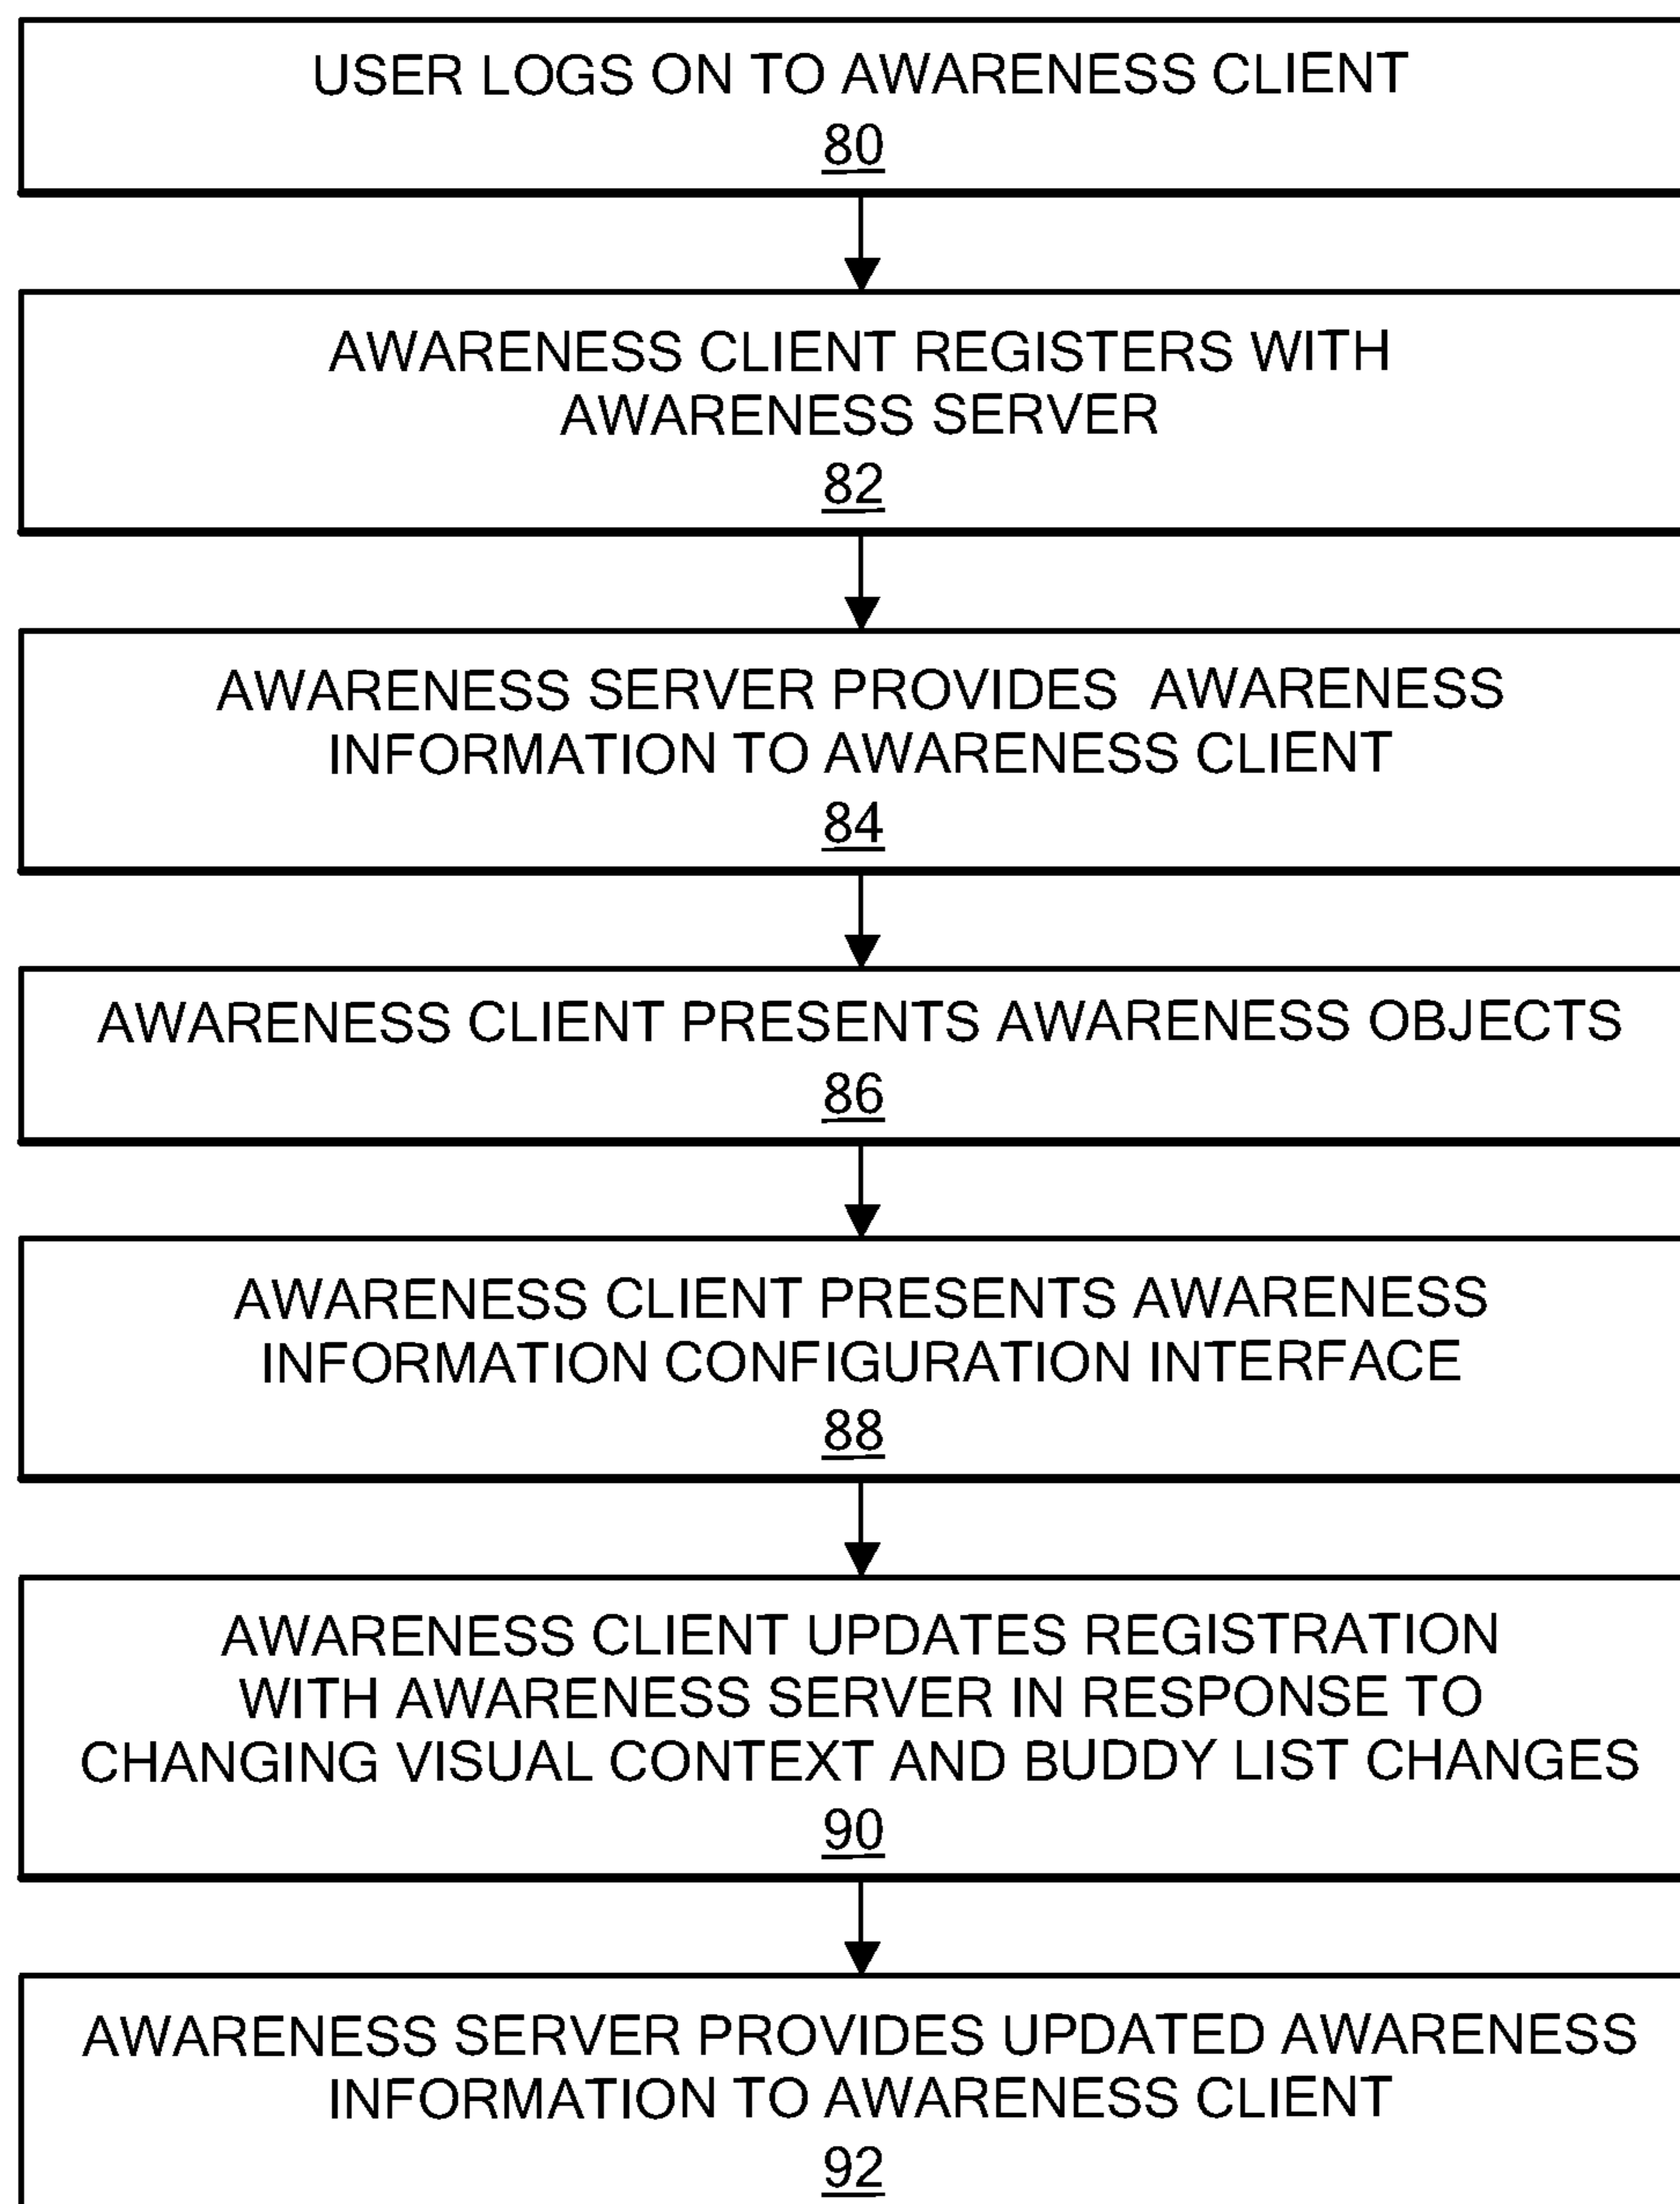 USER LOGS ON TO AWARENESS CLIENT
80
AWARENESS CLIENT REGISTERS WITH
AWARENESS SERVER
82
AWARENESS SERVER PROVIDES AWARENESS
INFORMATION TO AWARENESS CLIENT
84
AWARENESS CLIENT PRESENTS AWARENESS OBJECTS
86
AWARENESS CLIENT PRESENTS AWARENESS
INFORMATION CONFIGURATION INTERFACE
88
AWARENESS CLIENT UPDATES REGISTRATION
WITH AWARENESS SERVER IN RESPONSE TO
CHANGING VISUAL CONTEXT AND BUDDY LIST CHANGES
90
AWARENESS SERVER PROVIDES UPDATED AWARENESS
INFORMATION TO AWARENESS CLIENT
92